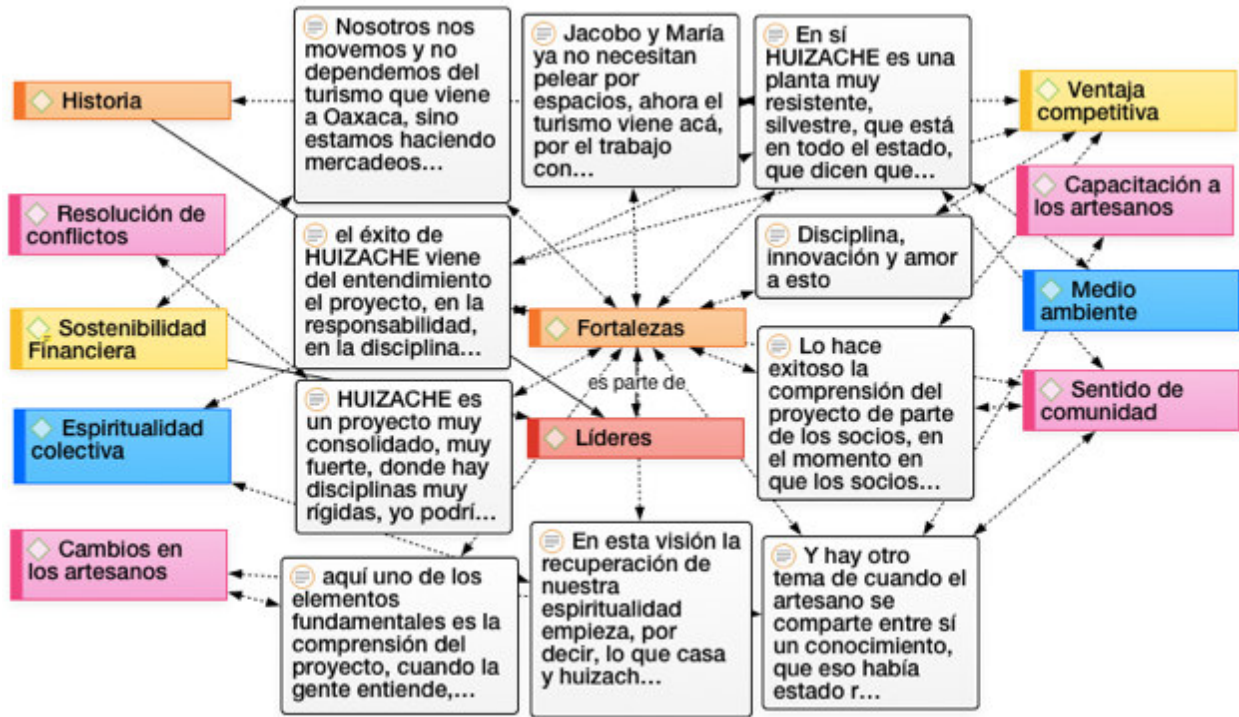 Historia
Resolución de
conflictos
Sostenibilidad
Financiera
Espiritualidad
colectiva
Cambios en
los artesanos
Nosotros nos
movemos y no
dependemos del
turismo que viene
a Oaxaca, sino
estamos haciendo
mercadeos...
el éxito de
HUIZACHE viene
del entendimiento
el proyecto, en la
responsabilidad,
en la disciplina...
HUIZACHE es
un proyecto muy
consolidado, muy
fuerte, donde hay
disciplinas muy
rígidas, yo podrí...
aquí uno de los
elementos
fundamentales es la
comprensión del
proyecto, cuando la
gente entiende,...
Jacobo y María
ya no necesitan
pelear por
espacios, ahora el
turismo viene acá,
por el trabajo
con...
Fortalezas
es parte de
Líderes
En esta visión la
recuperación de
nuestra
espiritualidad
empieza, por
decir, lo que casa
y huizach...
En sí
HUIZACHE es una
planta muy
resistente,
silvestre, que está
en todo el estado,
que dicen que...
Disciplina,
innovación y amor
a esto
Lo hace
exitoso la
comprensión del
proyecto de parte
de los socios, en
el momento en
que los socios...
Y hay otro
tema de cuando el
artesano se
comparte entre sí
un conocimiento,
que eso había
estado r...
Ventaja
competitiva
Capacitación a
los artesanos
Medio
ambiente
Sentido de
comunidad